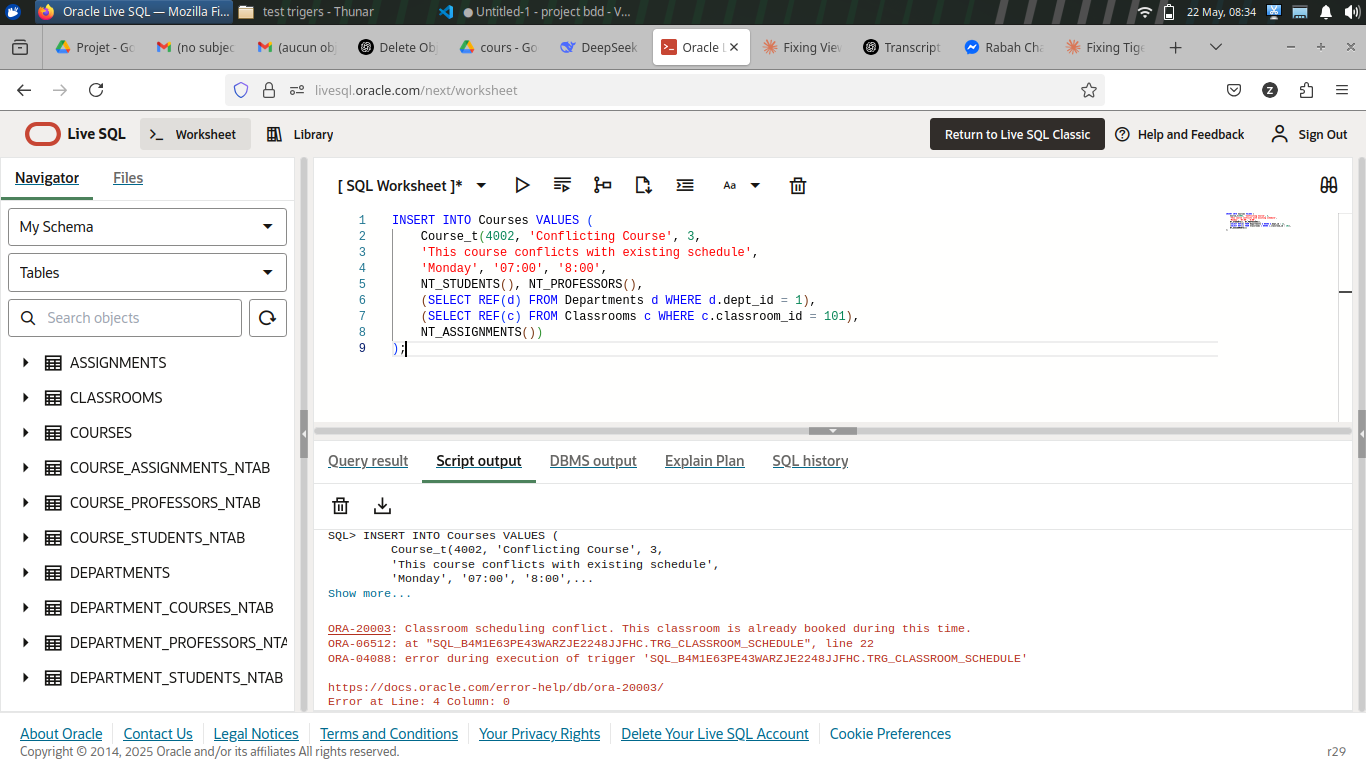 Oracle Live SQL — Mozilla Fi...
test trigers - Thunar
Untitled-1 - project bdd - V...
22 May, 08:34
Projet - Go
(no subjec
(aucun obj
Delete Obj
cours - Go
DeepSeek
Oracle L
Fixing View
Transcript
Rabah Cha
Fixing Tige
livesql.oracle.com/next/worksheet
Z
Live SQL
Worksheet
Library
Return to Live SQL Classic
Help and Feedback
Sign Out
Navigator
Files
My Schema
Tables
Search objects
ASSIGNMENTS
CLASSROOMS
COURSES
COURSE_ASSIGNMENTS_NTAB
COURSE_PROFESSORS_NTAB
COURSE_STUDENTS_NTAB
DEPARTMENTS
DEPARTMENT_COURSES_NTAB
DEPARTMENT_PROFESSORS_NTA
DEPARTMENT_STUDENTS_NTAB
[ SQL Worksheet ]*
Aa
1 INSERT INTO Courses VALUES (
2 Course_t(4002, 'Conflicting Course', 3,
3 'This course conflicts with existing schedule',
4 'Monday', '07:00', '8:00',
5 NT_STUDENTS(), NT_PROFESSORS(),
6 (SELECT REF(d) FROM Departments d WHERE d.dept_id = 1),
7 (SELECT REF(c) FROM Classrooms c WHERE c.classroom_id = 101),
8 NT_ASSIGNMENTS())
9 );
Query result
Script output
DBMS output
Explain Plan
SQL history
SQL> INSERT INTO Courses VALUES (
Course_t(4002, 'Conflicting Course', 3,
'This course conflicts with existing schedule',
'Monday', '07:00', '8:00',...
Show more...
ORA-20003: Classroom scheduling conflict. This classroom is already booked during this time.
ORA-06512: at "SQL_B4M1E63PE43WARZJE2248JJFHC.TRG_CLASSROOM_SCHEDULE", line 22
ORA-04088: error during execution of trigger 'SQL_B4M1E63PE43WARZJE2248JJFHC.TRG_CLASSROOM_SCHEDULE'
https://docs.oracle.com/error-help/db/ora-20003/
Error at Line: 4 Column: 0
About Oracle
Contact Us
Legal Notices
Terms and Conditions
Your Privacy Rights
Delete Your Live SQL Account
Cookie Preferences
Copyright © 2014, 2025 Oracle and/or its affiliates All rights reserved.
r29